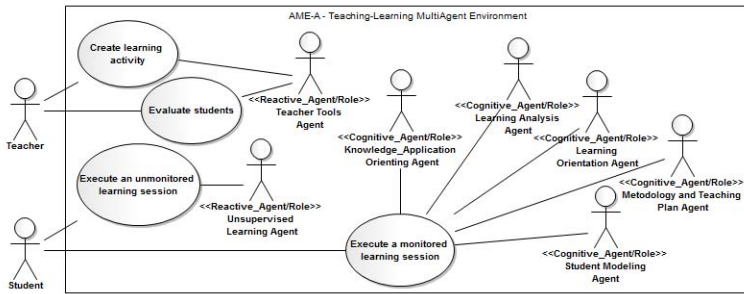 AME-A - Teaching-Learning MultiAgent Environment
Create learning
activity
Evaluate students
Teacher
<<Reactive_Agent/Role>>
Teacher Tools
Agent
<<Cognitive_Agent/Role>>
Knowledge_Application
Orienting Agent
<<Cognitive_Agent/Role>>
Learning Analysis
Agent
<<Cognitive_Agent/Role>>
Learning
Orientation Agent
<<Cognitive_Agent/Role>>
Metodology and Teaching
Plan Agent
Execute an unmonitored
learning session
<<Reactive_Agent/Role>>
Unsupervised
Learning Agent
Student
Execute a monitored
learning session
<<Cognitive_Agent/Role>>
Student Modeling
Agent